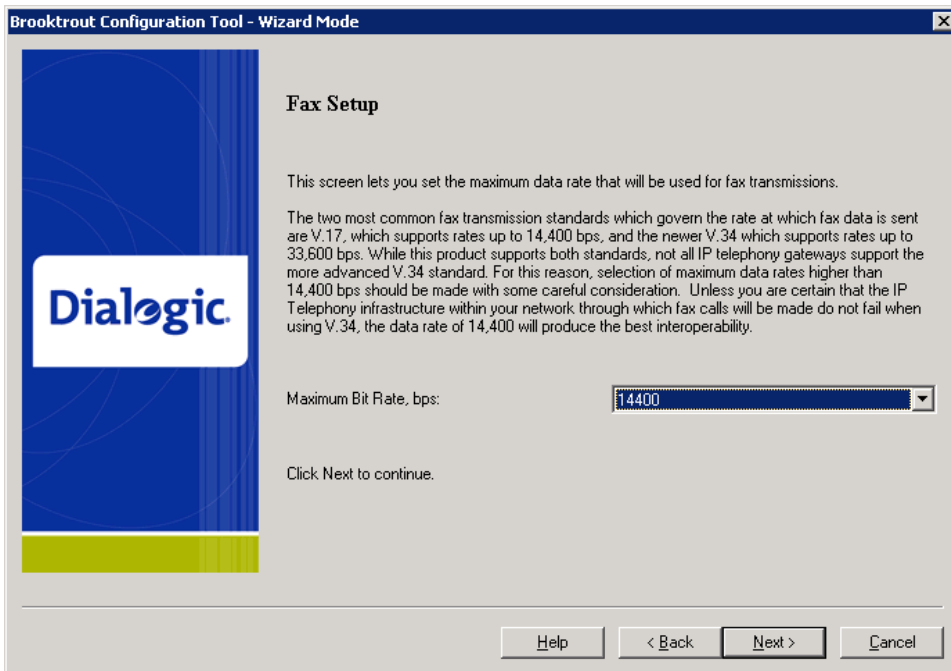 Brooktrout Configuration Tool - Wizard Mode
Fax Setup
This screen lets you set the maximum data rate that will be used for fax transmissions.
The two most common fax transmission standards which govern the rate at which fax data is sent
are V.17, which supports rates up to 14,400 bps, and the newer V.34 which supports rates up to
33,600 bps. While this product supports both standards, not all IP telephony gateways support the
more advanced V.34 standard. For this reason, selection of maximum data rates higher than
14,400 bps should be made with some careful consideration.  Unless you are certain that the IP
Telephony infrastructure within your network through which fax calls will be made do not fail when
using V.34, the data rate of 14,400 will produce the best interoperability.
Dialogic.
Maximum Bit Rate, bps:
14400
Click Next to continue.
Help
< Back
Next >
Cancel